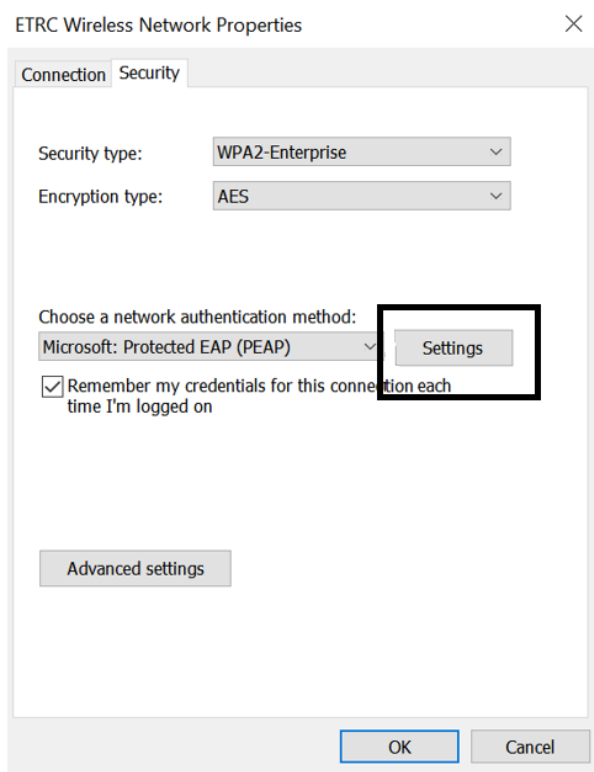 ETRC Wireless Network Properties
Connection Security
Security type: WPA2-Enterprise
Encryption type: AES
Choose a network authentication method:
Microsoft: Protected EAP (PEAP) Settings
Remember my credentials for this connection each
time I'm logged on
Advanced settings
OK Cancel